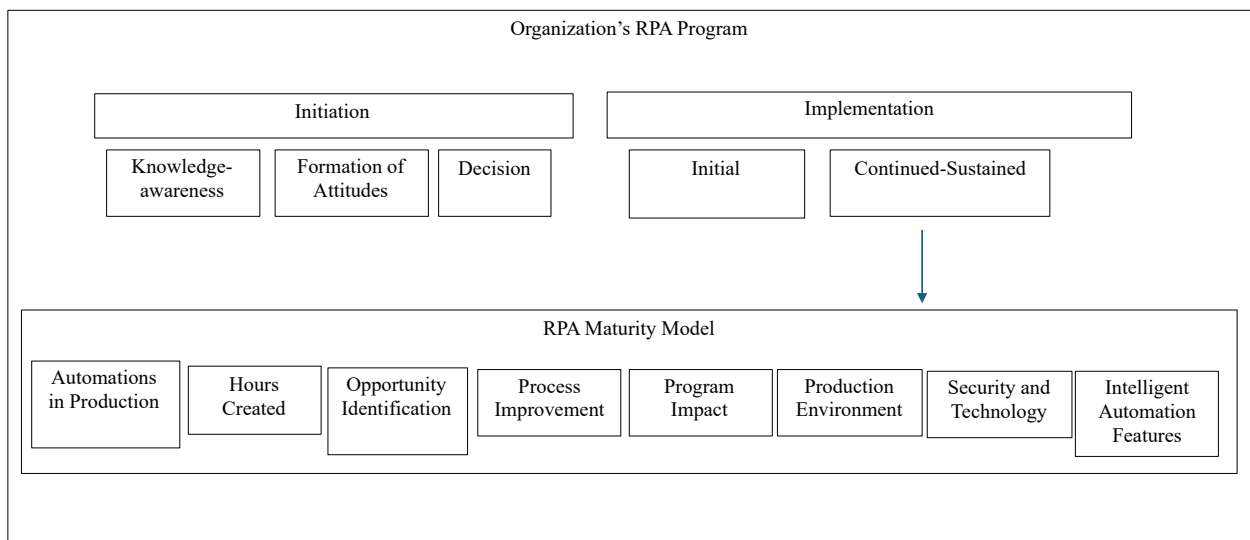 Organization’s RPA Program
Initiation
Implementation
Knowledge-
awareness
Formation of
Attitudes
Decision
Initial
Continued-Sustained
RPA Maturity Model
Automations
in Production
Hours
Created
Opportunity
Identification
Process
Improvement
Program
Impact
Production
Environment
Security and
Technology
Intelligent
Automation
Features